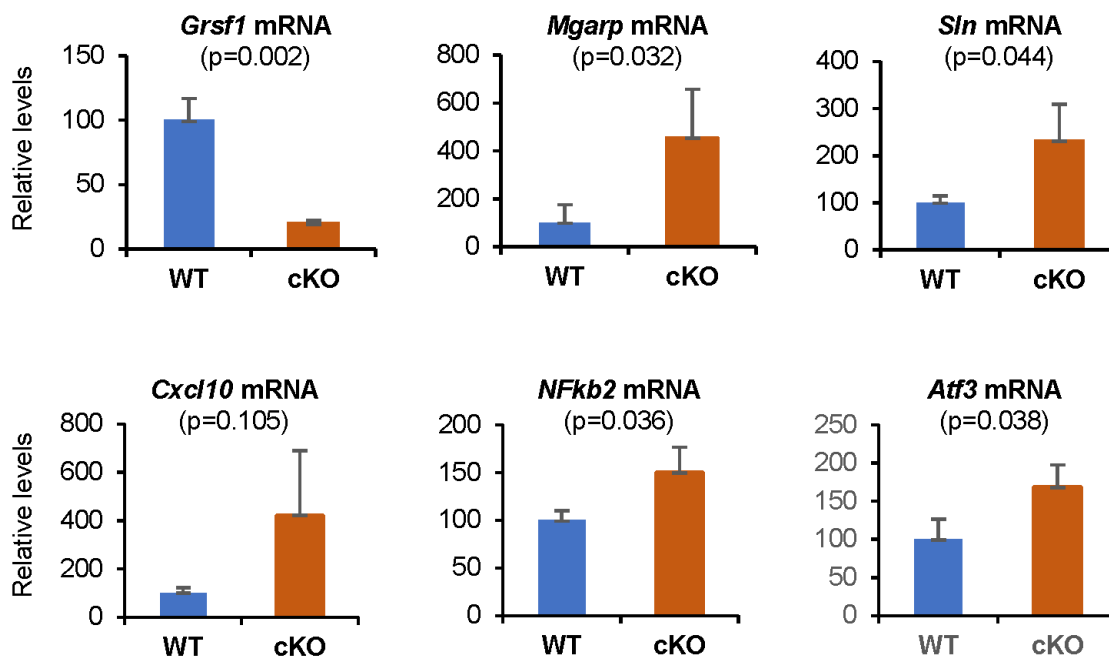 Grsf1 mRNA
(p=0.002)
Relative levels
150
100
50
0
WT
cKO
Mgarp mRNA
(p=0.032)
800
600
400
200
0
WT
cKO
Sln mRNA
(p=0.044)
400
300
200
100
0
WT
cKO
Cxcl10 mRNA
(p=0.105)
Relative levels
800
600
400
200
0
WT
cKO
NFkb2 mRNA
(p=0.036)
200
150
100
50
0
WT
cKO
Atf3 mRNA
(p=0.038)
250
200
150
100
50
0
WT
cKO